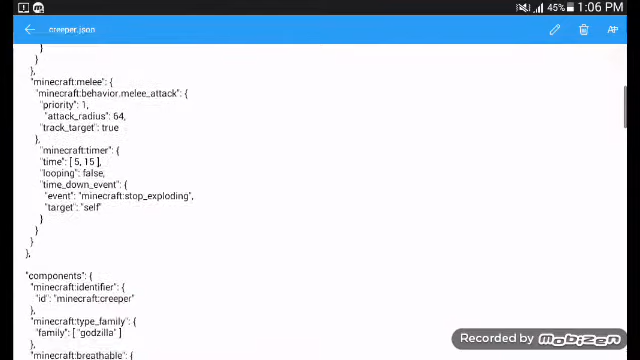 45% 1:06 PM
creeper.json
}
}
},
"minecraft:melee": {
"minecraft:behavior.melee_attack": {
"priority": 1,
"attack_radius": 64,
"track_target": true
},
"minecraft:timer": {
"time": [ 5, 15 ],
"looping": false,
"time_down_event": {
"event": "minecraft:stop_exploding",
"target": "self"
}
}
}
},
"components": {
"minecraft:identifier": {
"id": "minecraft:creeper"
},
"minecraft:type_family": {
"family": [ "godzilla" ]
},
"minecraft:breathable": {
Recorded by Mobizen